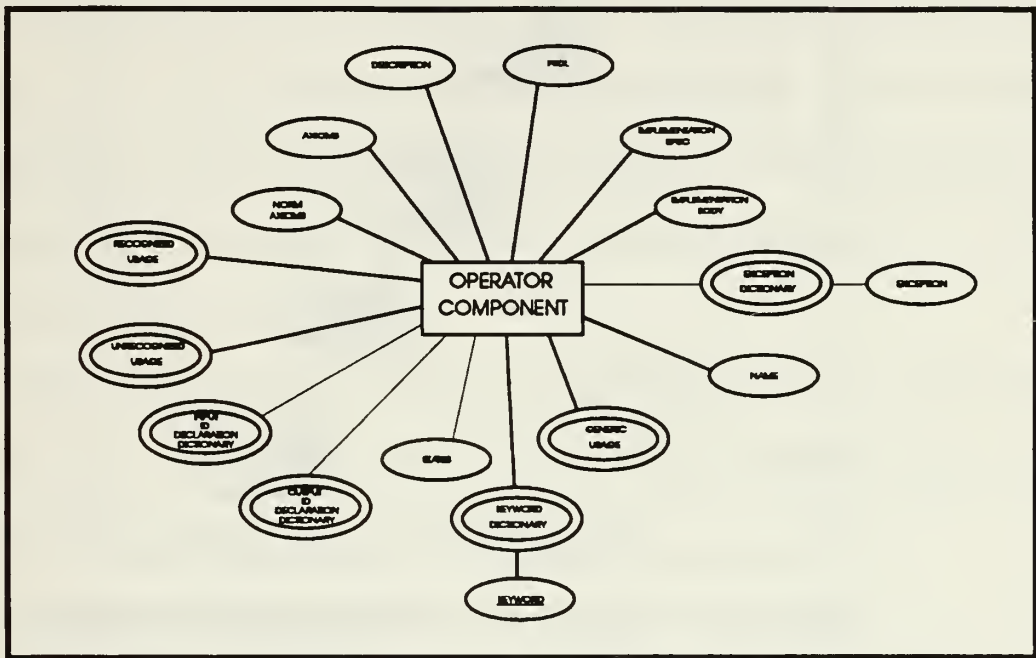 DESCRIPTION
PSDL
AXIOMS
IMPLEMENTATION
SPEC
NORM
AXIOMS
IMPLEMENTATION
BODY
RECOGNIZED
USAGE
OPERATOR
COMPONENT
EXCEPTION
DICTIONARY
EXCEPTION
UNRECOGNIZED
USAGE
NAME
INPUT
ID
DECLARATION
DICTIONARY
GENERIC
USAGE
STATES
OUTPUT
ID
DECLARATION
DICTIONARY
KEYWORD
DICTIONARY
KEYWORD